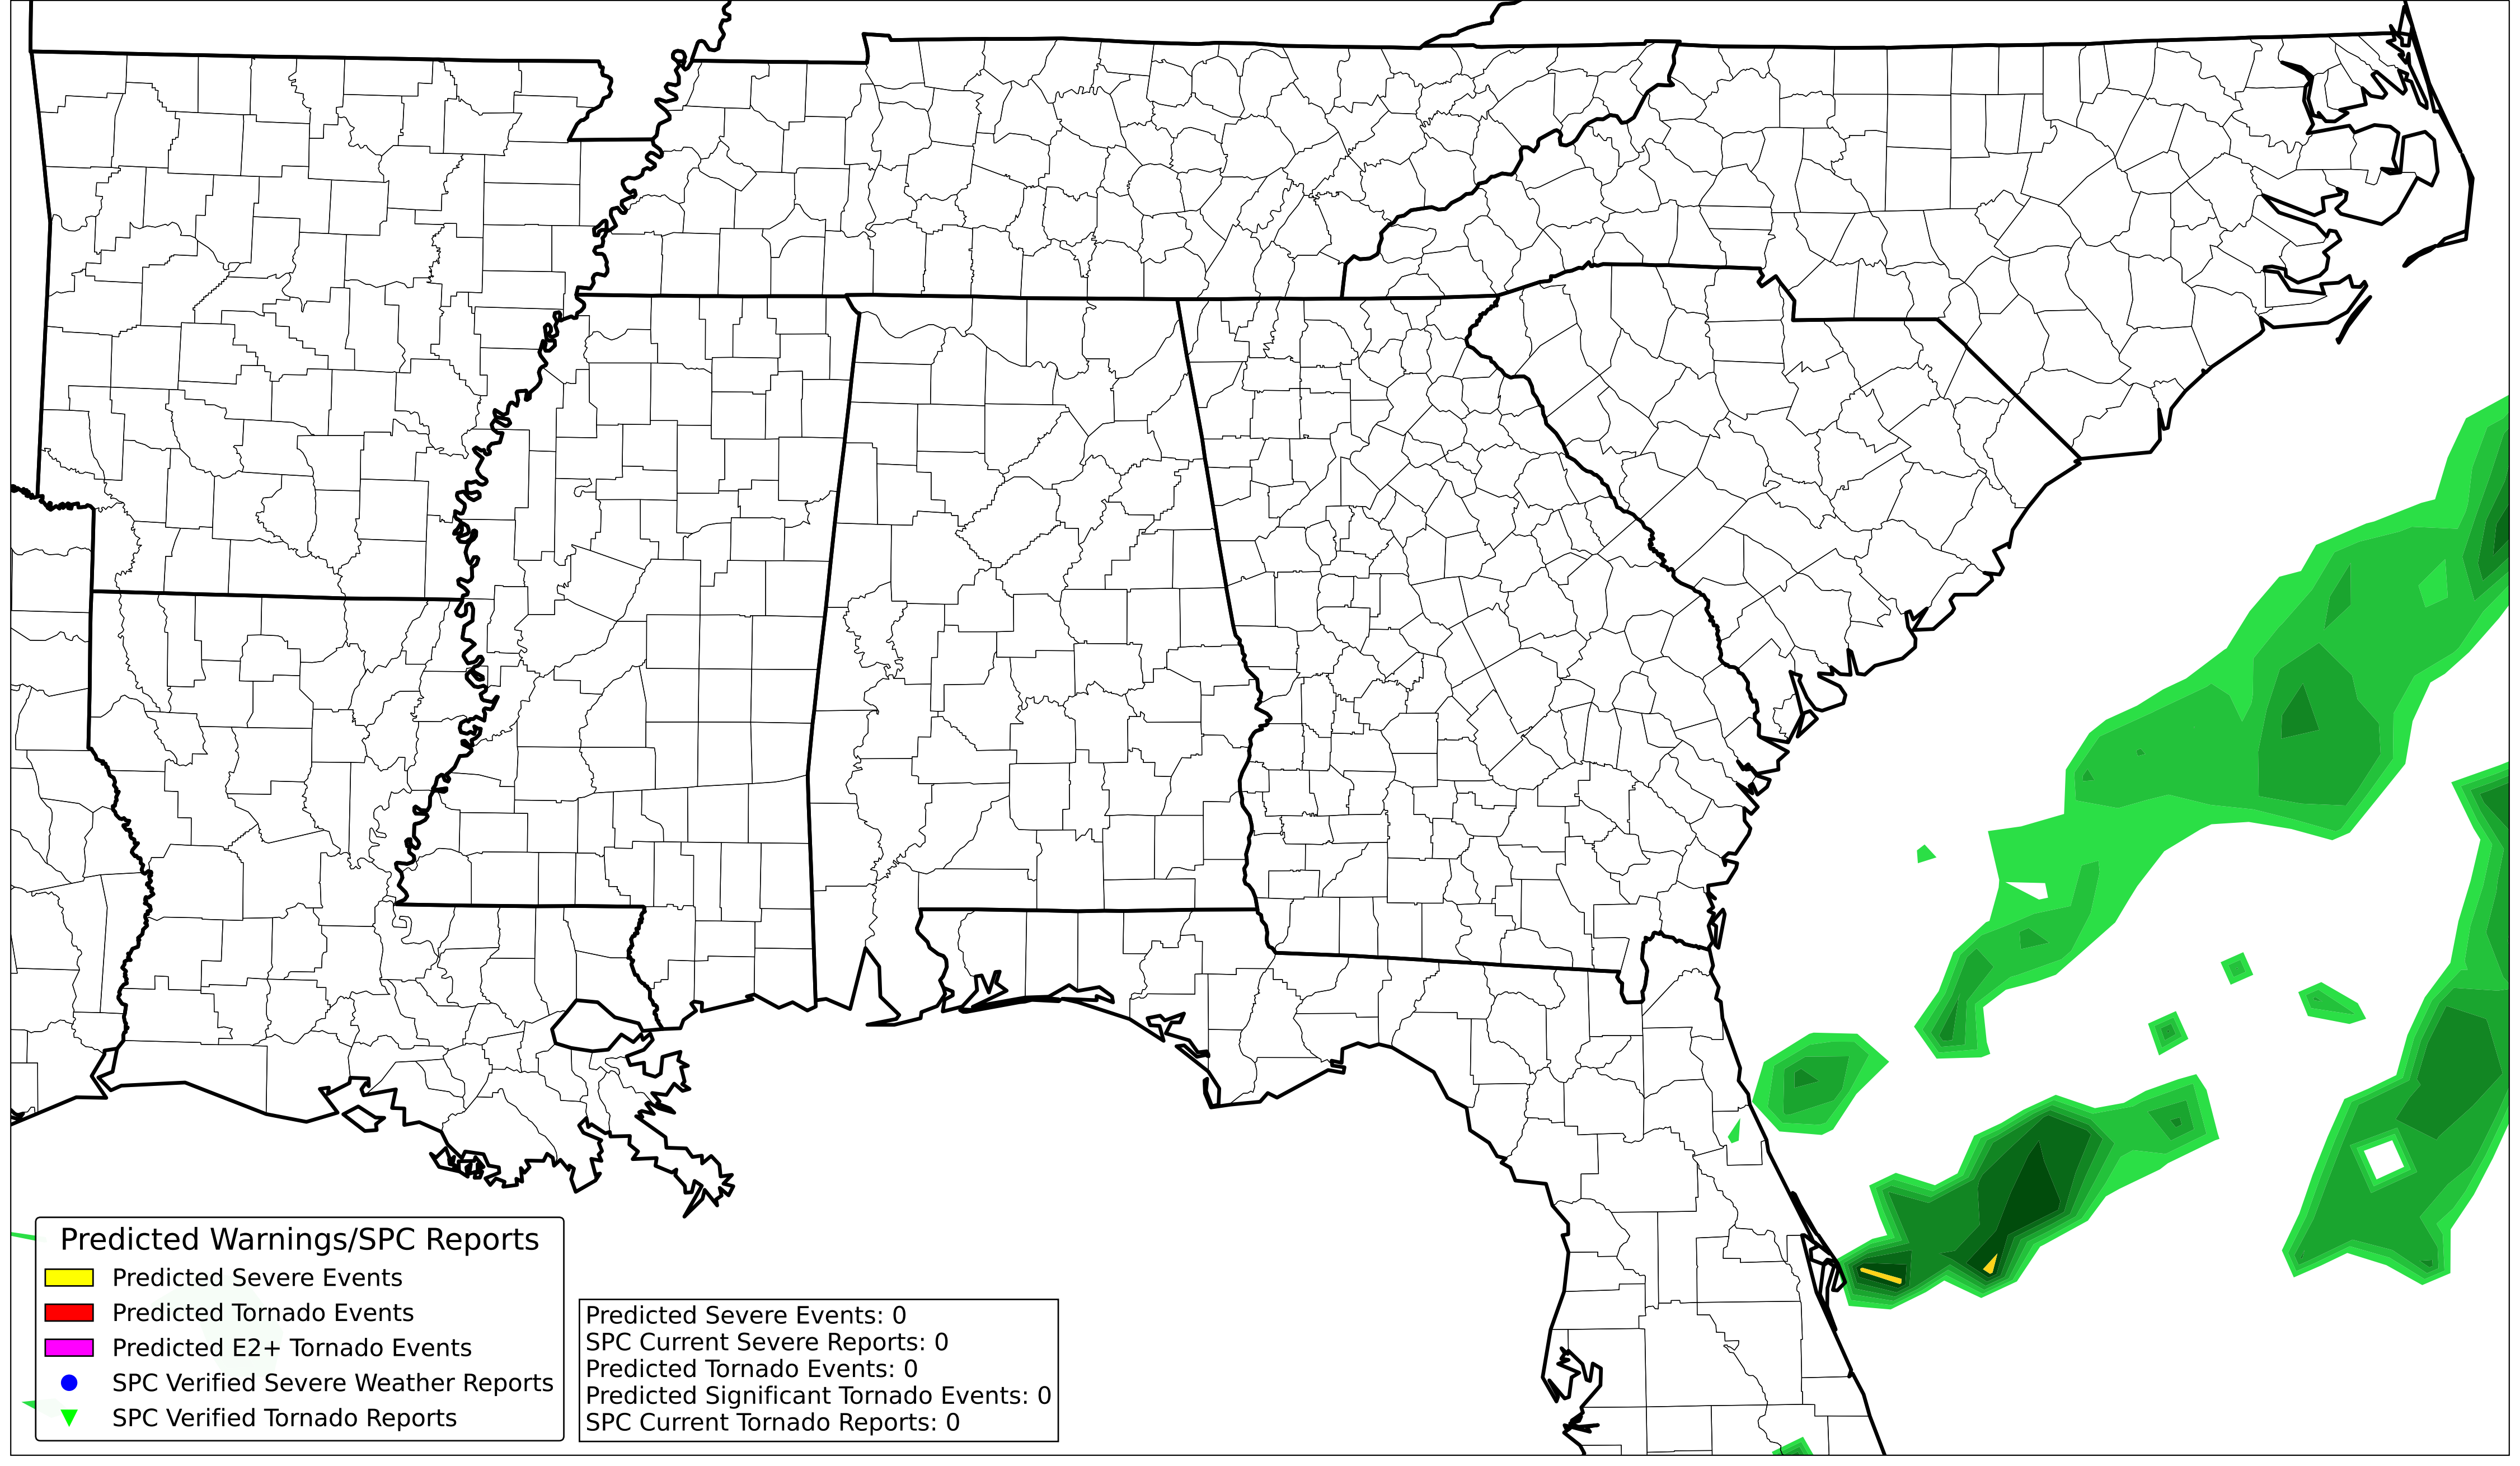 Predicted Warnings/SPC Reports
Predicted Severe Events
Predicted Tornado Events
Predicted E2+ Tornado Events
SPC Verified Severe Weather Reports
SPC Verified Tornado Reports
Predicted Severe Events: 0
SPC Current Severe Reports: 0
Predicted Tornado Events: 0
Predicted Significant Tornado Events: 0
SPC Current Tornado Reports: 0